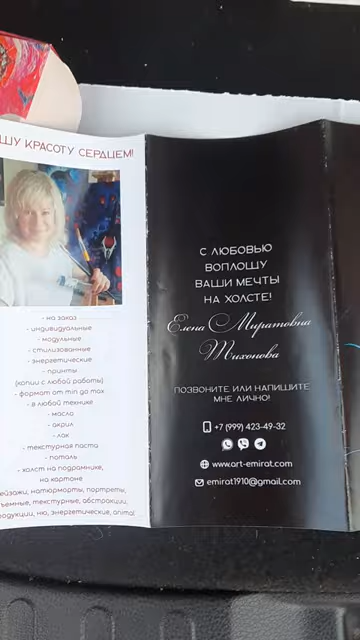 ШУ КРАСОТУ СЕРДЦЕМ!
- на заказ
- индивидуальные
- модульные
- стилизованные
- энергетические
- принты
(копии с любой работы)
- формат от min до max
- в любой технике
- масло
- акрил
- лак
- текстурная паста
- поталь
- холст на подрамнике,
на картоне
ейзажи, натюрморты, портреты,
ъемные, текстурные, абстракции,
родукции, ню, энергетические, animal
С ЛЮБОВЬЮ
ВОПЛОЩУ
ВАШИ МЕЧТЫ
НА ХОЛСТЕ!
Елена Миратовна
Тихонова
ПОЗВОНИТЕ ИЛИ НАПИШИТЕ
МНЕ ЛИЧНО!
+7 (999) 423-49-32
www.art-emirat.com
emirat1910@gmail.com